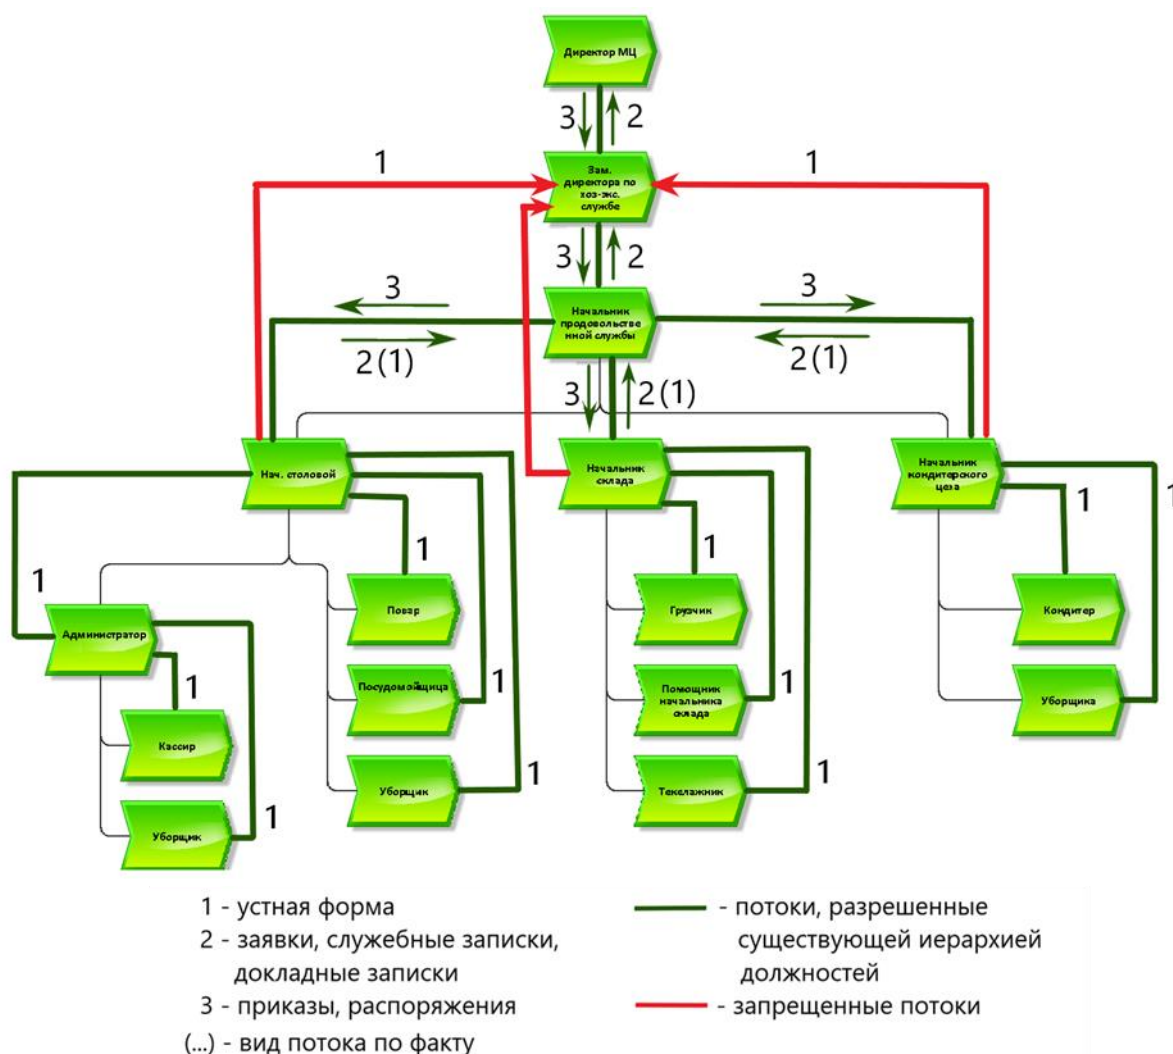 Директор МЦ
3
2
1
1
Зам.
директора по
хоз-экс.
службе
3
2
3
3
Начальник
продовольстве
нной службы
2(1)
2(1)
3
2(1)
Нач. столовой
Начальник
склада
Начальник
кондитерского
цеха
1
1
1
1
1
Повар
Грузчик
Кондитер
Администратор
1
1
1
Посудомойщица
Помощник
начальника
склада
Уборщика
Кассир
1
1
1
Уборщик
Текелажник
Уборщик
1 - устная форма
2 - заявки, служебные записки,
докладные записки
3 - приказы, распоряжения
(...) - вид потока по факту
- потоки, разрешенные
существующей иерархией
должностей
- запрещенные потоки